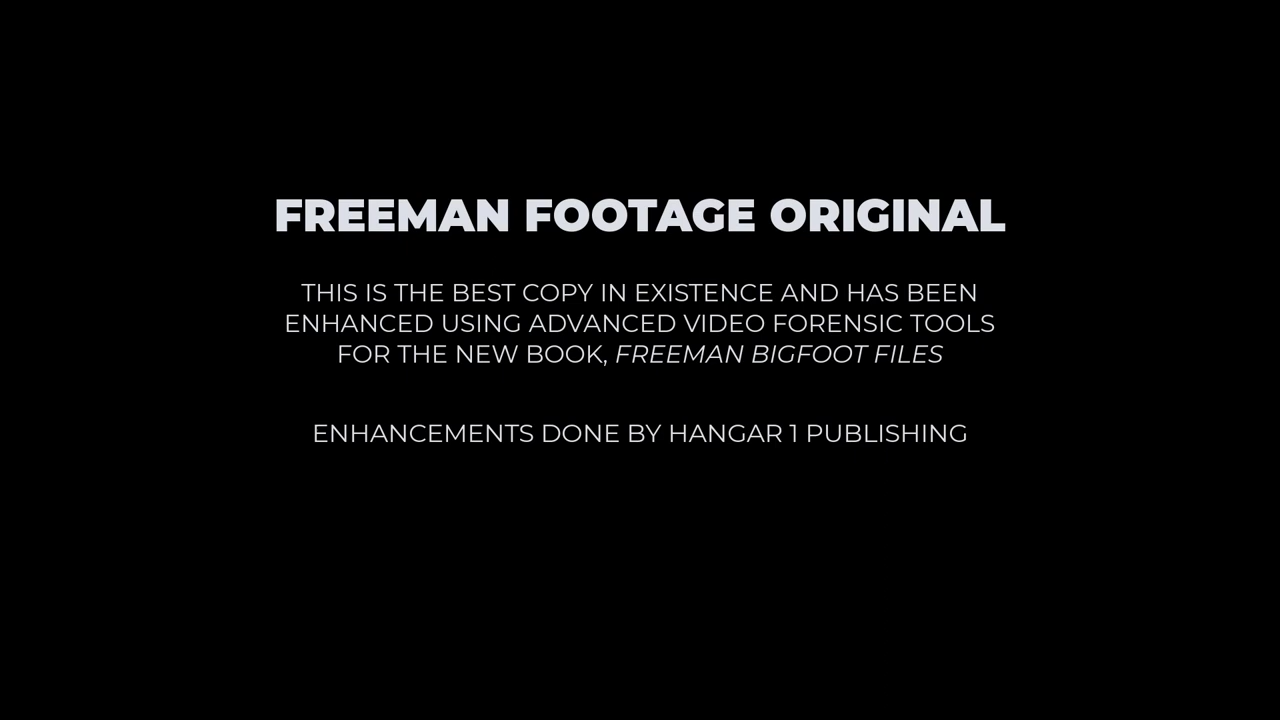 FREEMAN FOOTAGE ORIGINAL
THIS IS THE BEST COPY IN EXISTENCE AND HAS BEEN
ENHANCED USING ADVANCED VIDEO FORENSIC TOOLS
FOR THE NEW BOOK, FREEMAN BIGFOOT FILES
ENHANCEMENTS DONE BY HANGAR 1 PUBLISHING